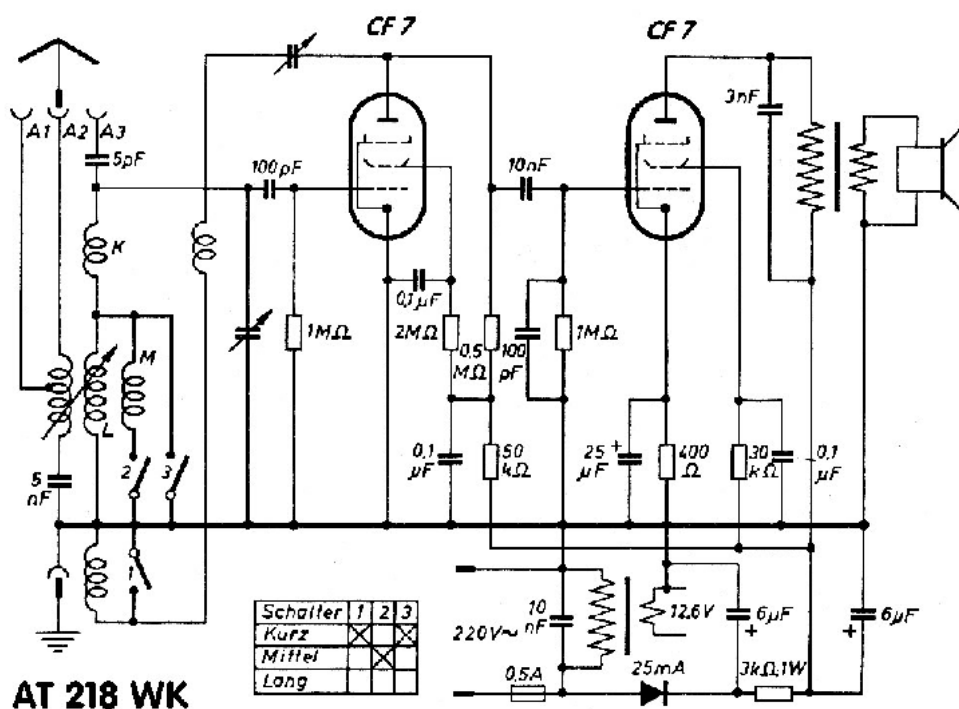 CF 7
CF 7
A1
A2
A3
5pF
100pF
10nF
3nF
K
0,1µF
1MΩ
2MΩ
0,5
MΩ
100
pF
1MΩ
M
L
2
3
5
nF
0,1
µF
50
kΩ
25
µF
+
400
Ω
30
kΩ
0,1
µF
1
Schalter 1 2 3
Kurz
Mittel
Lang
220V~
10
nF
12,6V
6µF
+
6µF
+
0,5A
25mA
3kΩ,1W
AT 218 WK